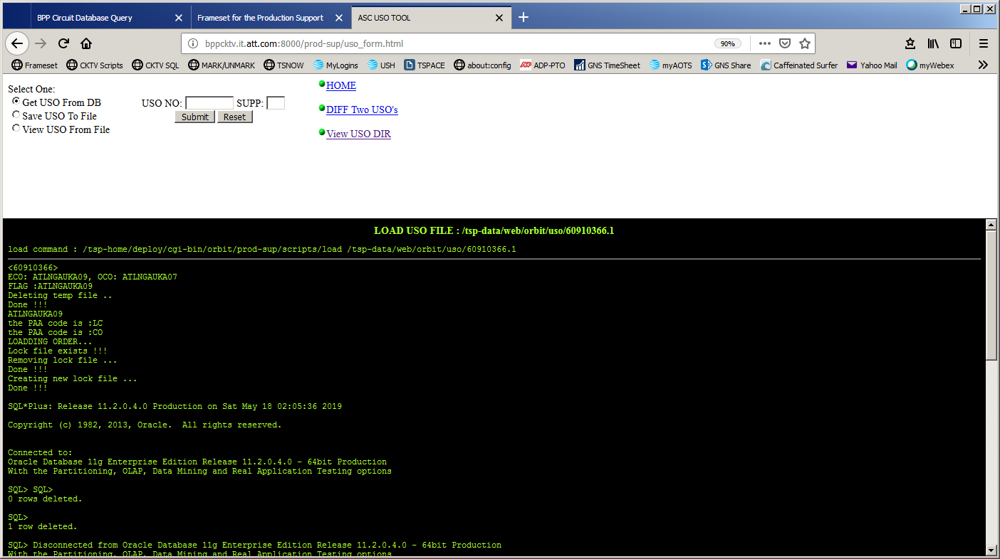 BPP Circuit Database Query
Frameset for the Production Support
ASC USO TOOL
bppcktv.it.att.com:8000/prod-sup/uso_form.html
90%
Frameset CKTV Scripts CKTV SQL MARK/UNMARK TSNOW MyLogins USH TSPACE about:config ADP-PTO GNS TimeSheet myAOTS GNS Share Caffeinated Surfer Yahoo Mail myWebex
Select One:
Get USO From DB
Save USO To File
View USO From File
USO NO: SUPP:
Submit Reset
HOME
DIFF Two USO's
View USO DIR
LOAD USO FILE : /tsp-data/web/orbit/uso/60910366.1
load command : /tsp-home/deploy/cgi-bin/orbit/prod-sup/scripts/load /tsp-data/web/orbit/uso/60910366.1
<60910366>
ECO: ATLNGAUKA09, OCO: ATLNGAUKA07
FLAG :ATLNGAUKA09
Deleting temp file ..
Done !!!
ATLNGAUKA09
the PAA code is :LC
the PAA code is :CO
LOADDING ORDER...
Lock file exists !!!
Removing lock file ...
Done !!!
Creating new lock file ...
Done !!!
SQL*Plus: Release 11.2.0.4.0 Production on Sat May 18 02:05:36 2019
Copyright (c) 1982, 2013, Oracle.  All rights reserved.
Connected to:
Oracle Database 11g Enterprise Edition Release 11.2.0.4.0 - 64bit Production
With the Partitioning, OLAP, Data Mining and Real Application Testing options
SQL> SQL>
0 rows deleted.
SQL>
1 row deleted.
SQL> Disconnected from Oracle Database 11g Enterprise Edition Release 11.2.0.4.0 - 64bit Production
With the Partitioning, OLAP, Data Mining and Real Application Testing options